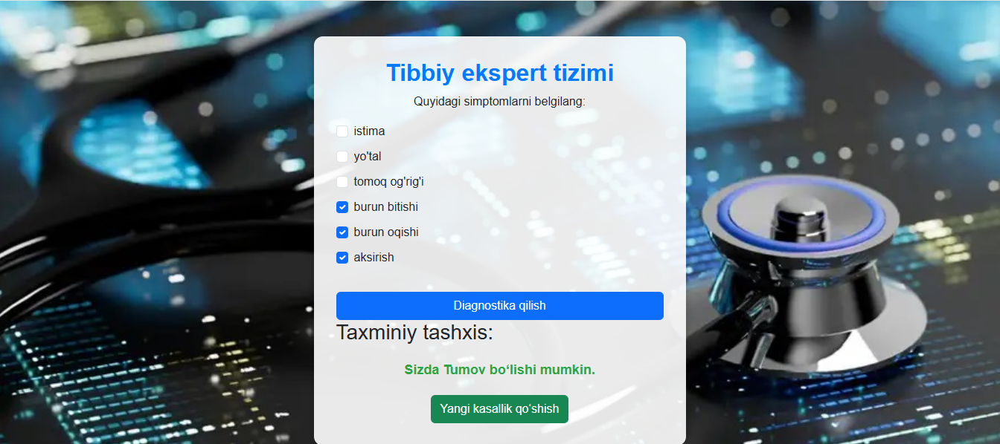 Tibbiy ekspert tizimi
Quyidagi simptomlarni belgilang:
istima
yo'tal
tomoq og'rig'i
burun bitishi
burun oqishi
aksirish
Diagnostika qilish
Taxminiy tashxis:
Sizda Tumov bo‘lishi mumkin.
Yangi kasallik qo‘shish